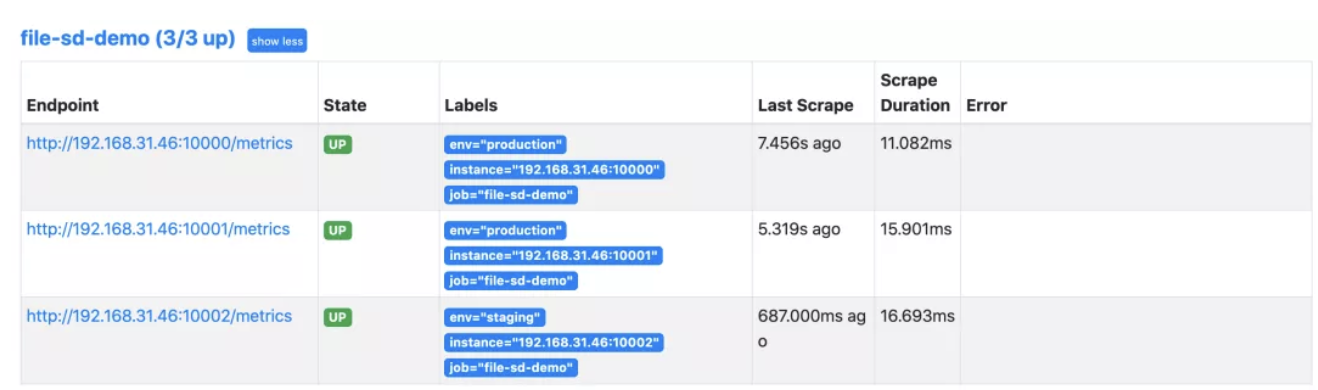 file-sd-demo (3/3 up) show less
Endpoint State Labels Last Scrape Scrape Duration Error
http://192.168.31.46:10000/metrics UP env="production" 7.456s ago 11.082ms
instance="192.168.31.46:10000"
job="file-sd-demo"
http://192.168.31.46:10001/metrics UP env="production" 5.319s ago 15.901ms
instance="192.168.31.46:10001"
job="file-sd-demo"
http://192.168.31.46:10002/metrics UP env="staging" 687.000ms ag 16.693ms
instance="192.168.31.46:10002" o
job="file-sd-demo"